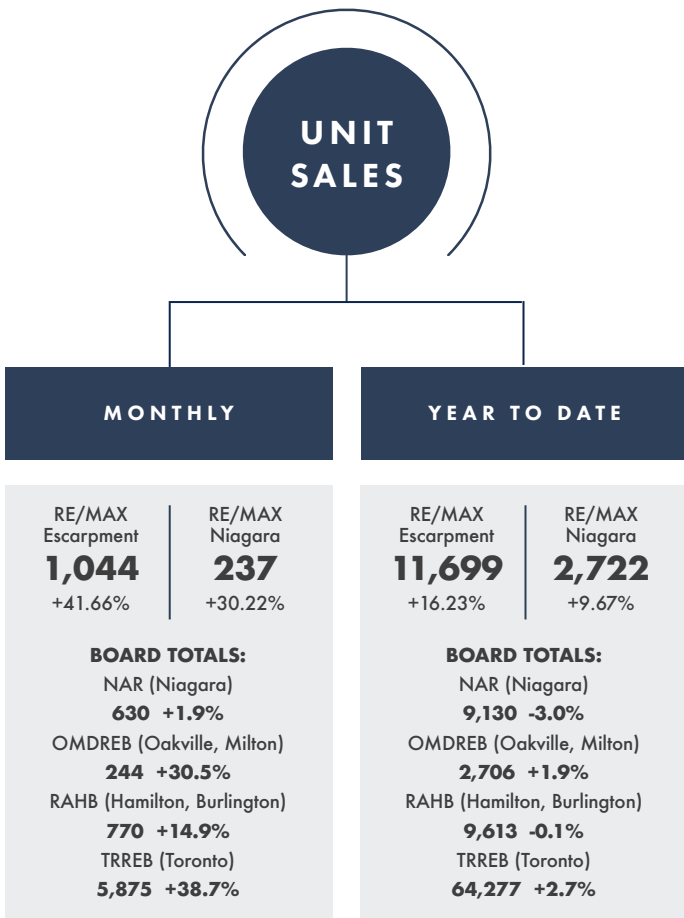 UNIT
SALES
MONTHLY
RE/MAX
Escarpment
1,044
+41.66%
RE/MAX
Niagara
237
+30.22%
BOARD TOTALS:
NAR (Niagara)
630 +1.9%
OMDREB (Oakville, Milton)
244 +30.5%
RAHB (Hamilton, Burlington)
770 +14.9%
TRREB (Toronto)
5,875 +38.7%
YEAR TO DATE
RE/MAX
Escarpment
11,699
+16.23%
RE/MAX
Niagara
2,722
+9.67%
BOARD TOTALS:
NAR (Niagara)
9,130 -3.0%
OMDREB (Oakville, Milton)
2,706 +1.9%
RAHB (Hamilton, Burlington)
9,613 -0.1%
TRREB (Toronto)
64,277 +2.7%